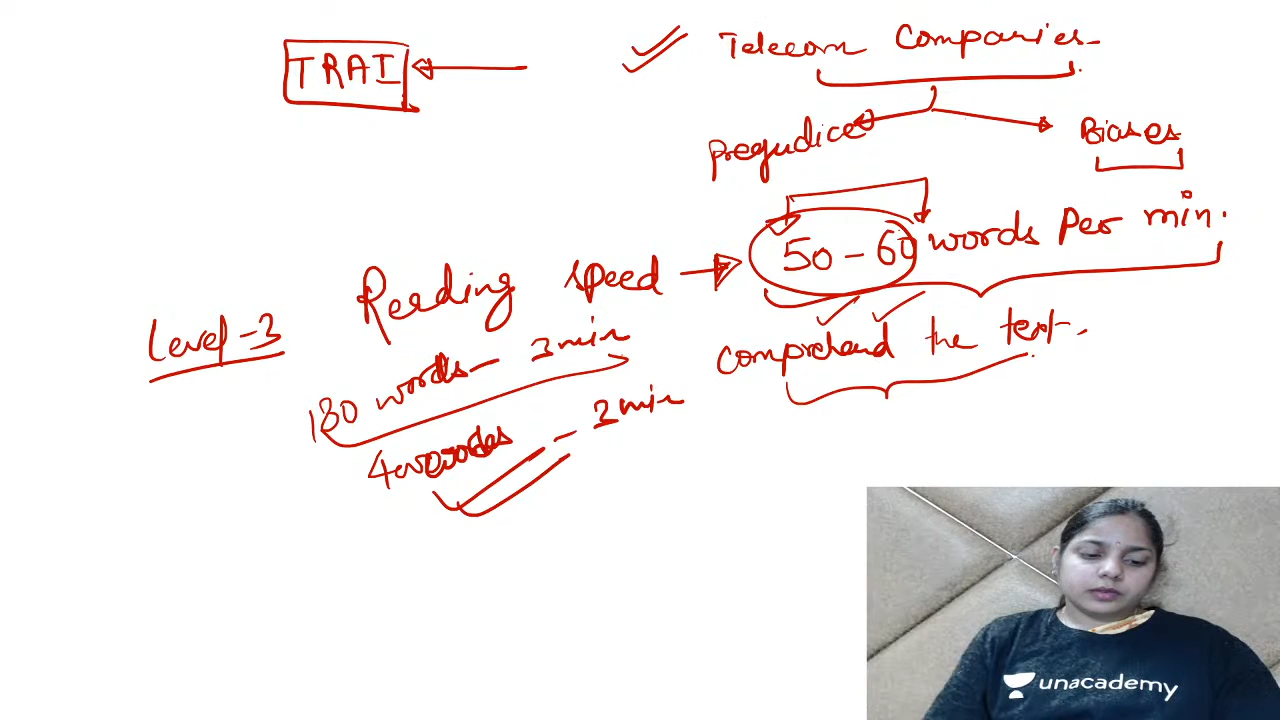 TRAI
Telecom Companies
Prejudice
Biases
Reading speed
50-60 words Per min.
Level-3
180 words - 3 min
comprehend the text.
words - 2 min
unacademy